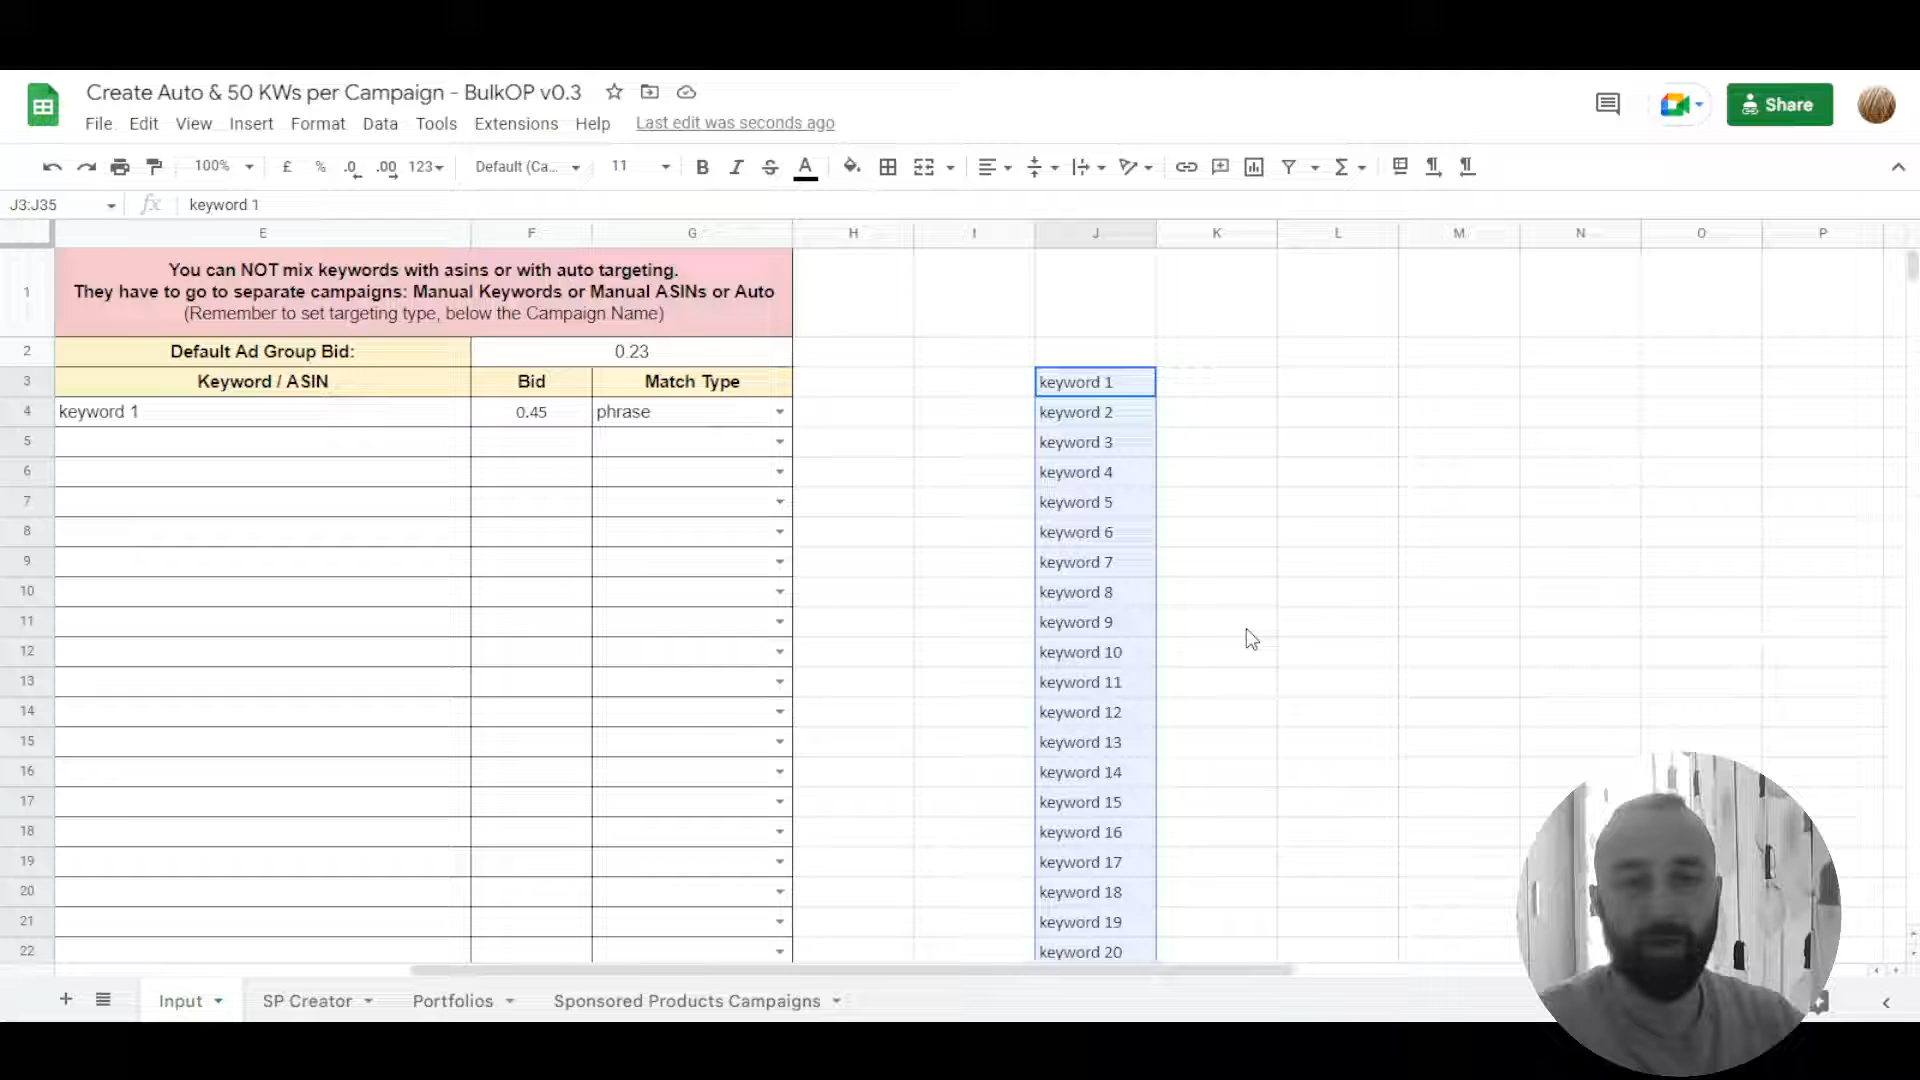 Create Auto & 50 KWs per Campaign - BulkOP v0.3
Share
File Edit View Insert Format Data Tools Extensions Help Last edit was seconds ago
100% £ % .0 .00 123 Default (Ca... 11 B I S A
J3:J35 fx keyword 1
E F G H I J K L M N O P
1 You can NOT mix keywords with asins or with auto targeting.
They have to go to separate campaigns: Manual Keywords or Manual ASINs or Auto
(Remember to set targeting type, below the Campaign Name)
2 Default Ad Group Bid: 0.23
3 Keyword / ASIN Bid Match Type keyword 1
4 keyword 1 0.45 phrase keyword 2
5 keyword 3
6 keyword 4
7 keyword 5
8 keyword 6
9 keyword 7
10 keyword 8
11 keyword 9
12 keyword 10
13 keyword 11
14 keyword 12
15 keyword 13
16 keyword 14
17 keyword 15
18 keyword 16
19 keyword 17
20 keyword 18
21 keyword 19
22 keyword 20
Input SP Creator Portfolios Sponsored Products Campaigns